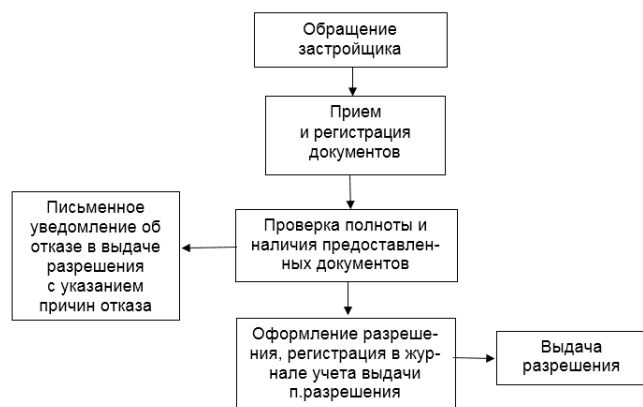 Обращение
застройщика
Прием
и регистрация
документов
Письменное
уведомление об
отказе в выдаче
разрешения
с указанием
причин отказа
Проверка полноты и
наличия предоставлен-
ных документов
Оформление разреше-
ния, регистрация в жур-
нале учета выдачи
п.разрешения
Выдача
разрешения